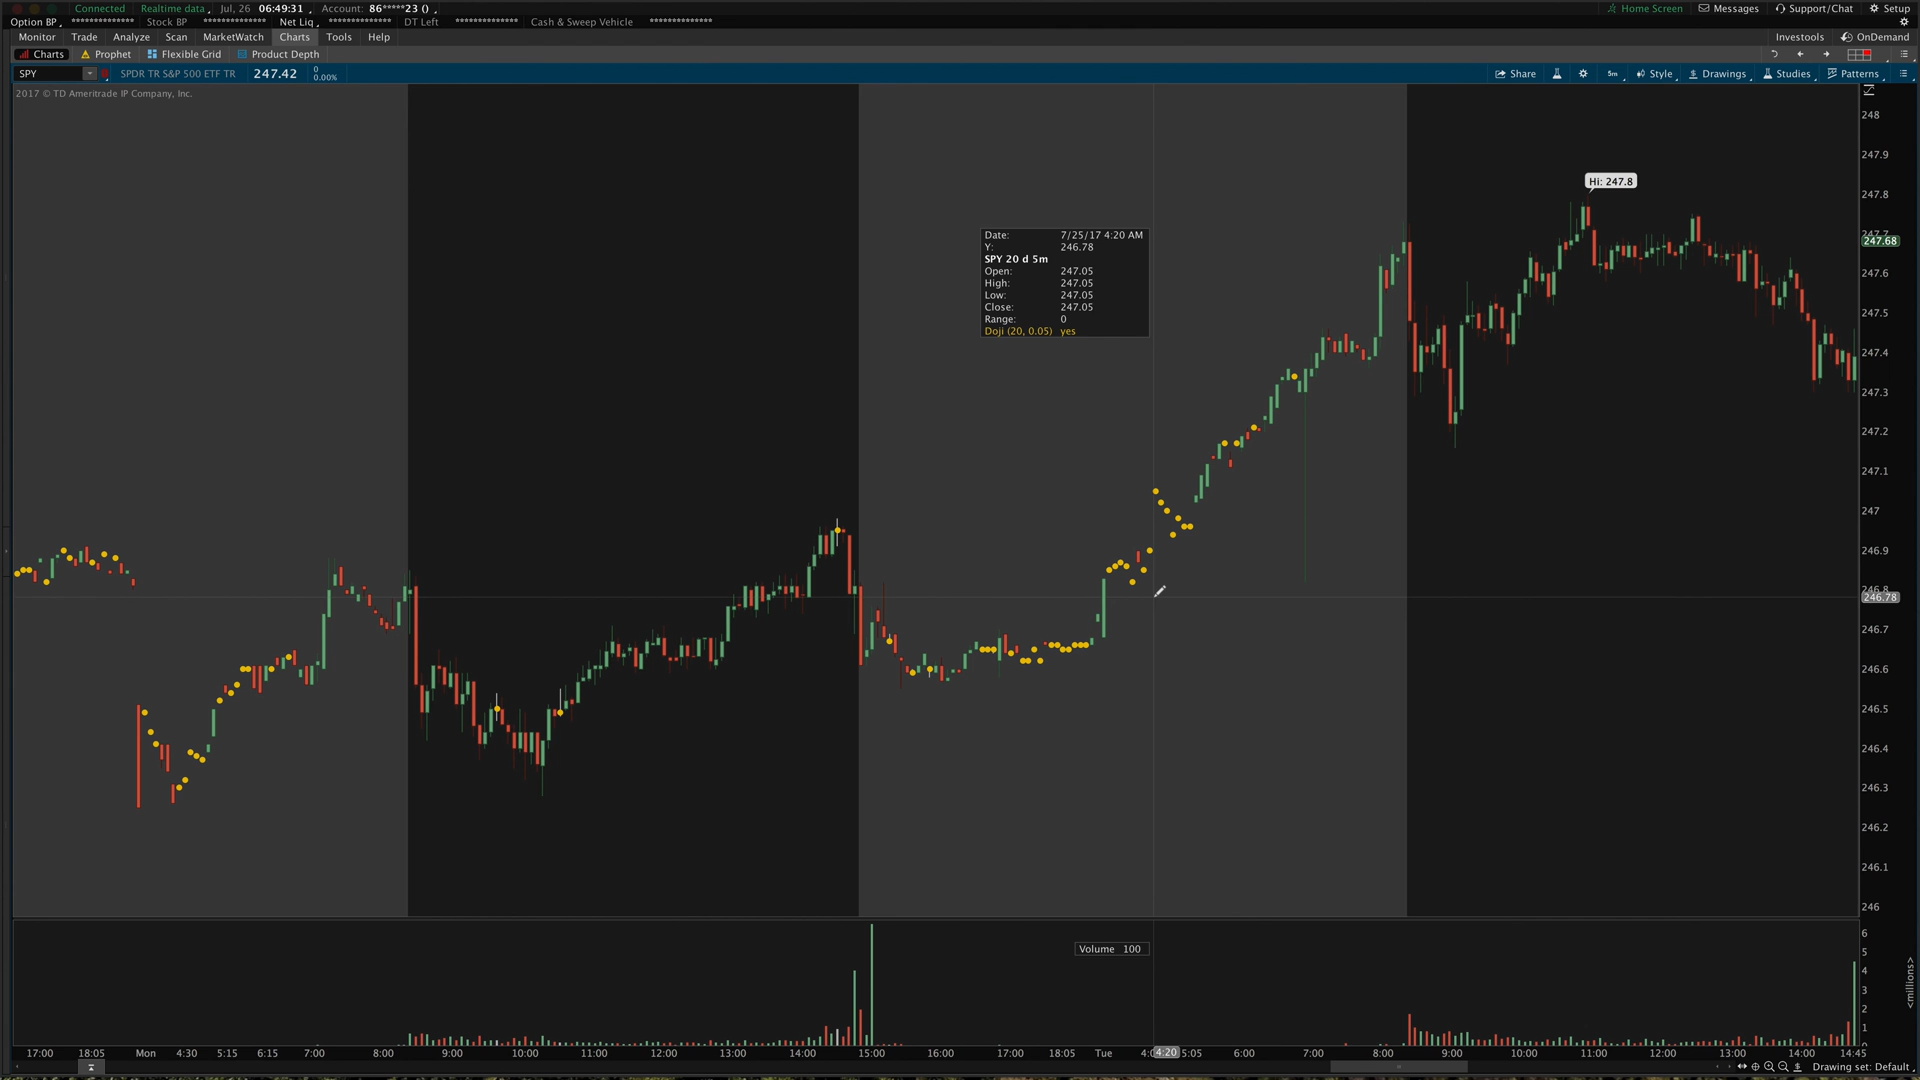 Connected Realtime data Jul, 26 06:49:31 Account: 86*****23 () Home Screen Messages Support/Chat Setup
Option BP ************** Stock BP ************** Net Liq ************** DT Left ************** Cash & Sweep Vehicle **************
Monitor Trade Analyze Scan MarketWatch Charts Tools Help Investools OnDemand
Charts Prophet Flexible Grid Product Depth
SPY SPDR TR S&P 500 ETF TR 247.42 0 0.00% Share 5m Style Drawings Studies Patterns
2017 © TD Ameritrade IP Company, Inc.
248
247.9
Hi: 247.8
247.8
247.7
247.68
Date: 7/25/17 4:20 AM
Y: 246.78
SPY 20 d 5m
Open: 247.05
High: 247.05
Low: 247.05
Close: 247.05
Range: 0
Doji (20, 0.05) yes
247.6
247.5
247.4
247.3
247.2
247.1
247
246.9
246.8
246.78
246.7
246.6
246.5
246.4
246.3
246.2
246.1
246
Volume 100
6
5
4
3
2
1
0
<millions>
17:00 18:05 Mon 4:30 5:15 6:15 7:00 8:00 9:00 10:00 11:00 12:00 13:00 14:00 15:00 16:00 17:00 18:05 Tue 4:20 5:05 6:00 7:00 8:00 9:00 10:00 11:00 12:00 13:00 14:00 14:45
Drawing set: Default